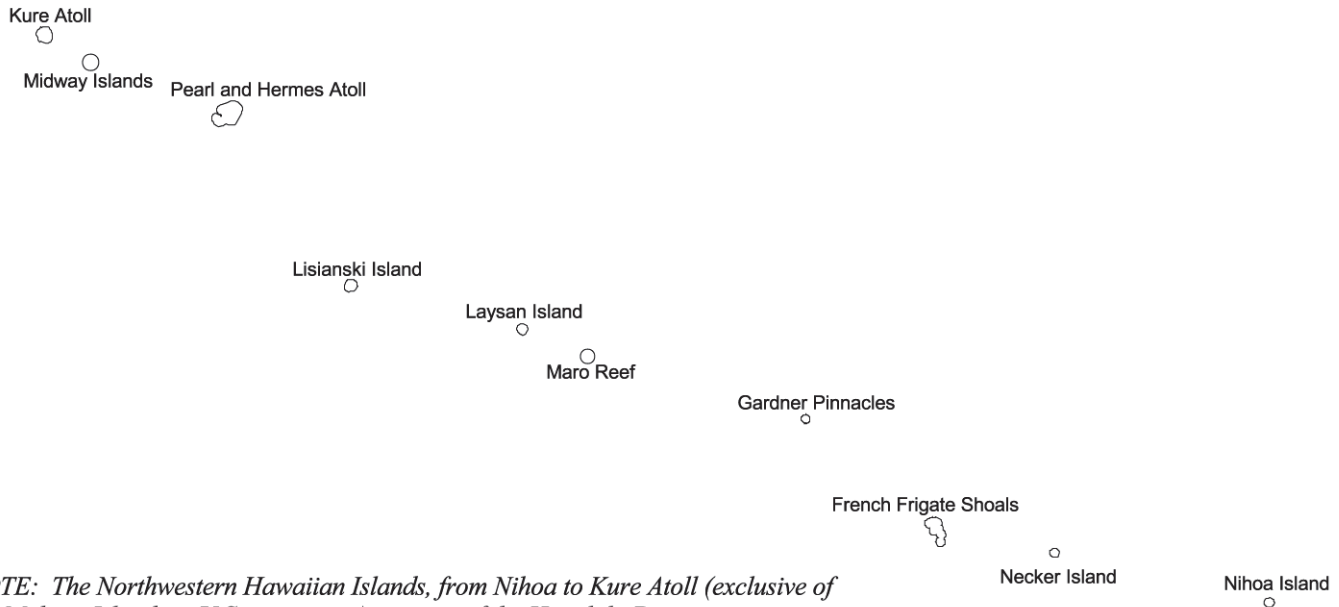 Kure Atoll
Midway Islands
Pearl and Hermes Atoll
Lisianski Island
Laysan Island
Maro Reef
Gardner Pinnacles
French Frigate Shoals
Necker Island
Nihoa Island
TE: The Northwestern Hawaiian Islands, from Nihoa to Kure Atoll (exclusive of